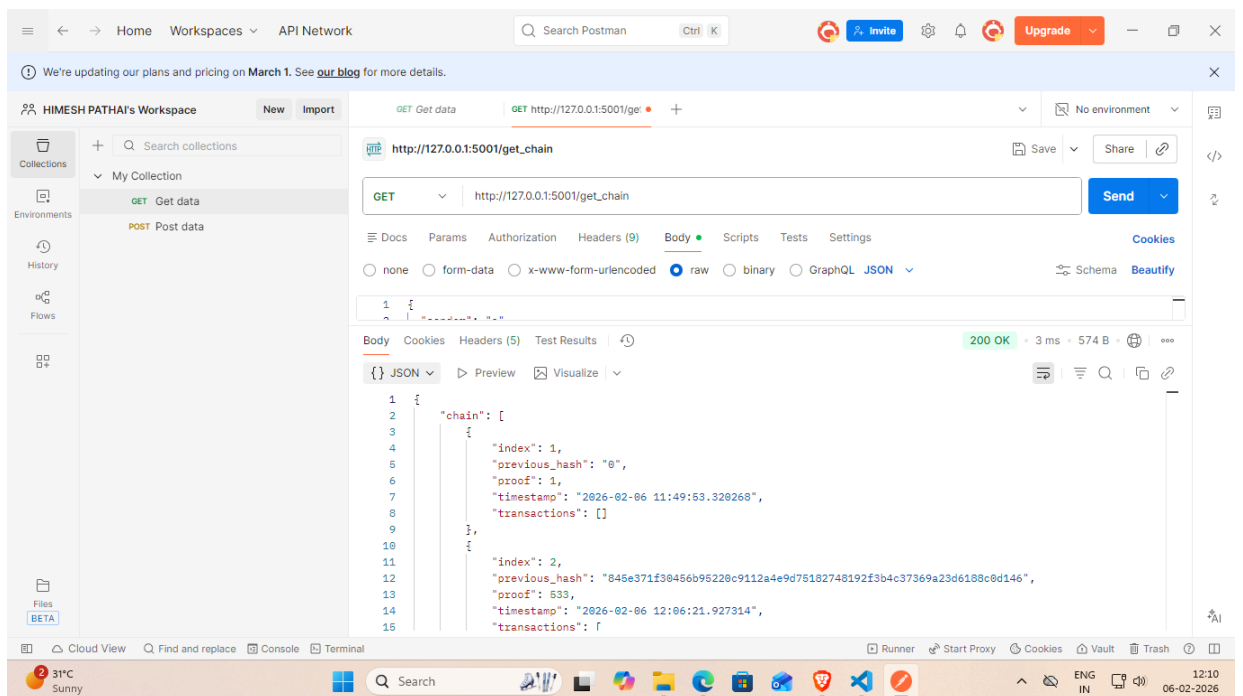 Home Workspaces API Network Search Postman Ctrl K Invite Upgrade
We're updating our plans and pricing on March 1. See our blog for more details.
HIMESH PATHAI's Workspace New Import GET Get data GET http://127.0.0.1:5001/ge No environment
Collections
Search collections
http://127.0.0.1:5001/get_chain Save Share
My Collection
GET Get data
POST Post data
GET http://127.0.0.1:5001/get_chain Send
Environments
History
Flows
Files
BETA
Docs Params Authorization Headers (9) Body Scripts Tests Settings Cookies
none form-data x-www-form-urlencoded raw binary GraphQL JSON Schema Beautify
1 {
Body Cookies Headers (5) Test Results 200 OK 3 ms 574 B
{} JSON Preview Visualize
1 {
2 "chain": [
3 {
4 "index": 1,
5 "previous_hash": "0",
6 "proof": 1,
7 "timestamp": "2026-02-06 11:49:53.320268",
8 "transactions": []
9 },
10 {
11 "index": 2,
12 "previous_hash": "845e371f30456b95220c9112a4e9d75182748192f3b4c37369a23d6188c0d146",
13 "proof": 533,
14 "timestamp": "2026-02-06 12:06:21.927314",
15 "transactions": [
Cloud View Find and replace Console Terminal Runner Start Proxy Cookies Vault Trash
2 31°C
Sunny
Search
ENG
IN
12:10
06-02-2026